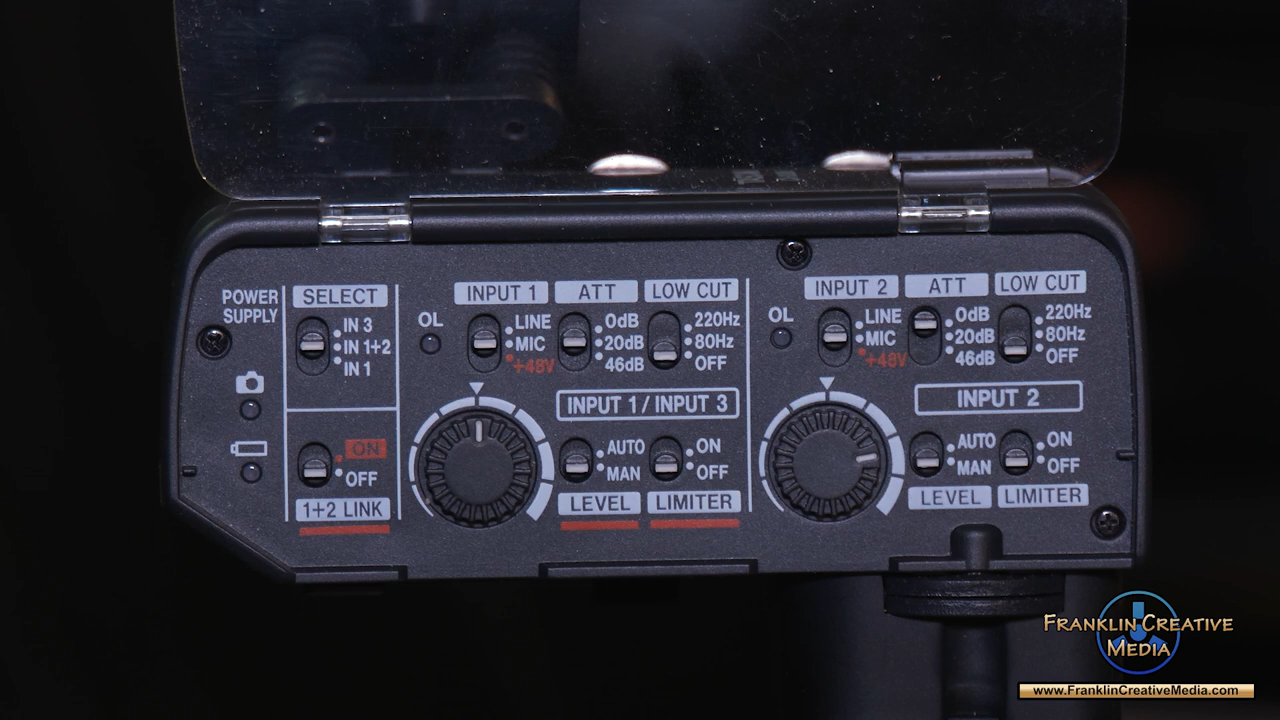 POWER
SUPPLY
SELECT
IN 3
IN 1+2
IN 1
ON
OFF
1+2 LINK
OL
INPUT 1
LINE
MIC
+48V
ATT
0dB
20dB
46dB
LOW CUT
220Hz
80Hz
OFF
INPUT 1 / INPUT 3
AUTO
MAN
LEVEL
ON
OFF
LIMITER
OL
INPUT 2
LINE
MIC
+48V
ATT
0dB
20dB
46dB
LOW CUT
220Hz
80Hz
OFF
INPUT 2
AUTO
MAN
LEVEL
ON
OFF
LIMITER
FRANKLIN CREATIVE
MEDIA
www.FranklinCreativeMedia.com